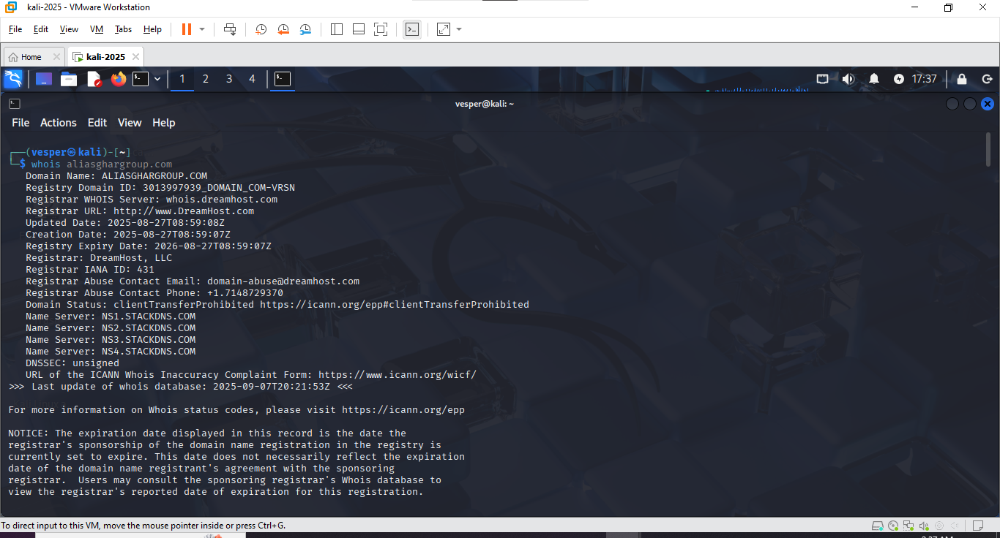 kali-2025 - VMware Workstation
File Edit View VM Tabs Help
Home kali-2025
1 2 3 4 17:37
vesper@kali: ~
File Actions Edit View Help
┌──(vesper㉿kali)-[~]
└─$ whois aliasghargroup.com
Domain Name: ALIASGHARGROUP.COM
Registry Domain ID: 3013997939_DOMAIN_COM-VRSN
Registrar WHOIS Server: whois.dreamhost.com
Registrar URL: http://www.DreamHost.com
Updated Date: 2025-08-27T08:59:08Z
Creation Date: 2025-08-27T08:59:07Z
Registry Expiry Date: 2026-08-27T08:59:07Z
Registrar: DreamHost, LLC
Registrar IANA ID: 431
Registrar Abuse Contact Email: domain-abuse@dreamhost.com
Registrar Abuse Contact Phone: +1.7148729370
Domain Status: clientTransferProhibited https://icann.org/epp#clientTransferProhibited
Name Server: NS1.STACKDNS.COM
Name Server: NS2.STACKDNS.COM
Name Server: NS3.STACKDNS.COM
Name Server: NS4.STACKDNS.COM
DNSSEC: unsigned
URL of the ICANN Whois Inaccuracy Complaint Form: https://www.icann.org/wicf/
>>> Last update of whois database: 2025-09-07T20:21:53Z <<<
For more information on Whois status codes, please visit https://icann.org/epp
NOTICE: The expiration date displayed in this record is the date the
registrar's sponsorship of the domain name registration in the registry is
currently set to expire. This date does not necessarily reflect the expiration
date of the domain name registrant's agreement with the sponsoring
registrar.  Users may consult the sponsoring registrar's Whois database to
view the registrar's reported date of expiration for this registration.
To direct input to this VM, move the mouse pointer inside or press Ctrl+G.